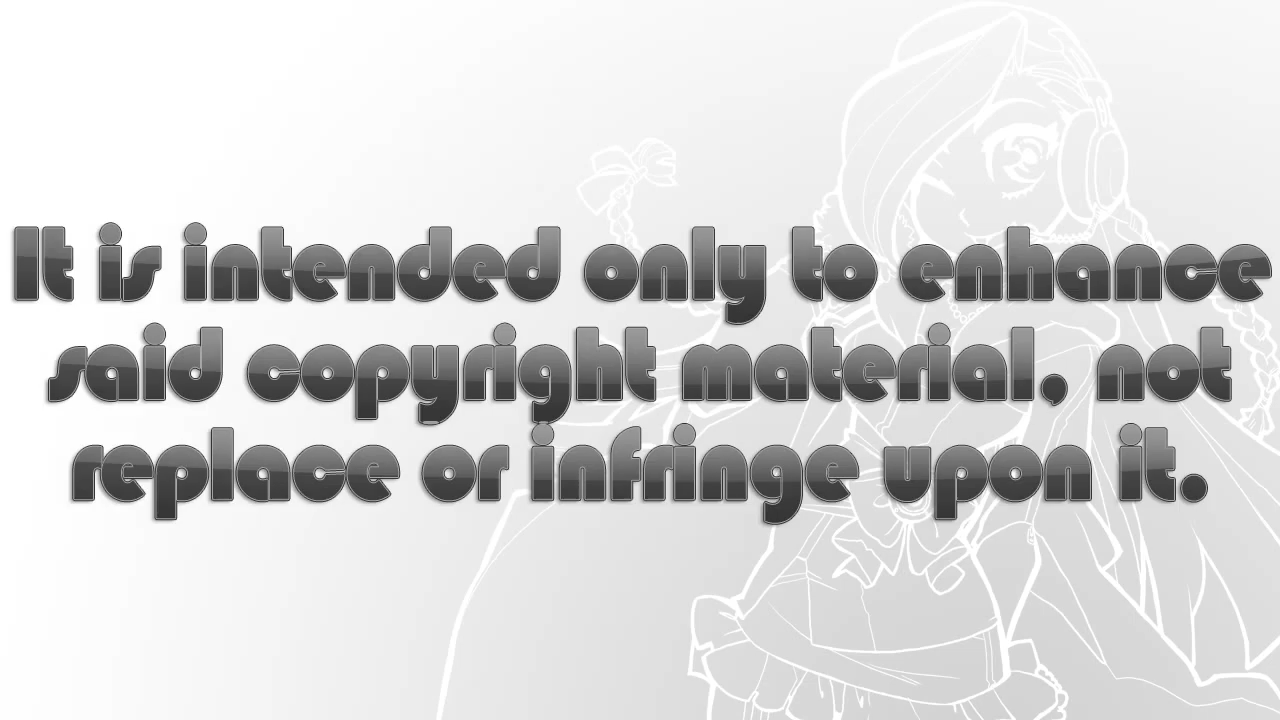 It is intended only to enhance
said copyright material, not
replace or infringe upon it.